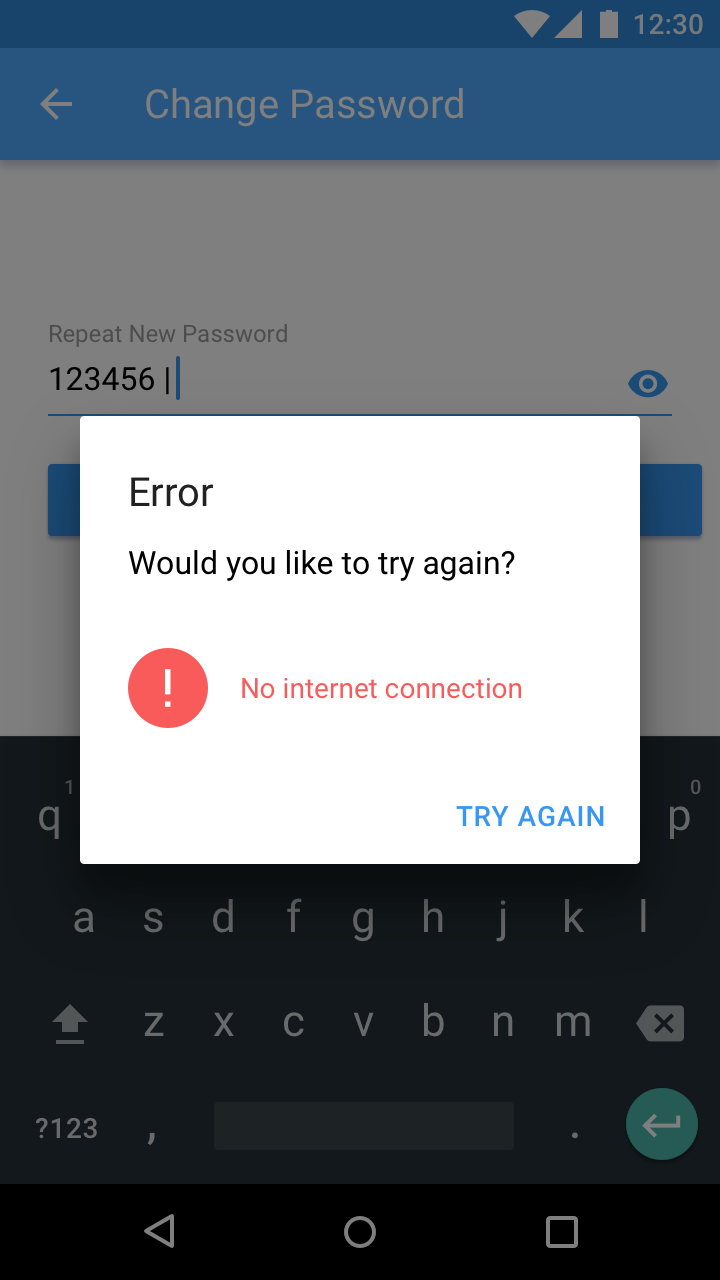 12:30
Change Password
Repeat New Password
123456 |
Error
Would you like to try again?
!
No internet connection
TRY AGAIN
1 0
q p
a s d f g h j k l
z x c v b n m
?123 , .